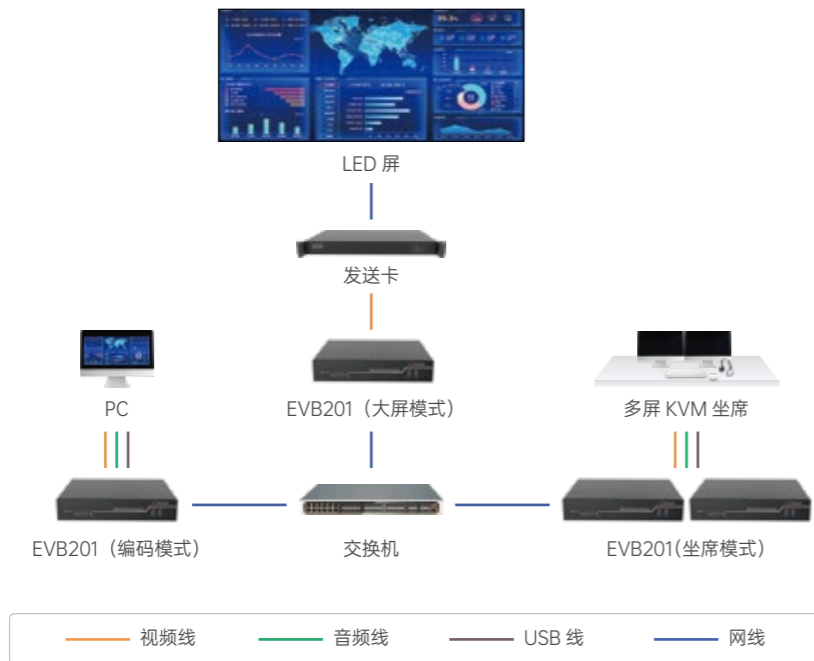 LED 屏
发送卡
PC
EVB201（大屏模式）
多屏 KVM 坐席
EVB201（编码模式）
交换机
EVB201(坐席模式)
视频线
音频线
USB 线
网线